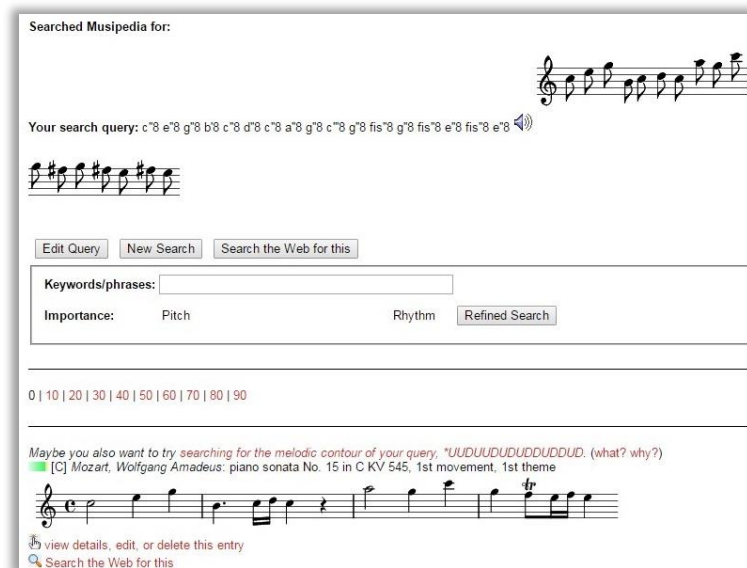 Searched Musipedia for:
Your search query: c"8 e"8 g"8 b'8 c"8 d"8 c"8 a"8 g"8 c'"8 g"8 fis"8 g"8 fis"8 e"8 fis"8 e"8
Edit Query New Search Search the Web for this
Keywords/phrases:
Importance: Pitch Rhythm Refined Search
0 | 10 | 20 | 30 | 40 | 50 | 60 | 70 | 80 | 90
Maybe you also want to try searching for the melodic contour of your query, *UUDUUDUDUDDUDDUD. (what? why?)
[C] Mozart, Wolfgang Amadeus: piano sonata No. 15 in C KV 545, 1st movement, 1st theme
tr
view details, edit, or delete this entry
Search the Web for this